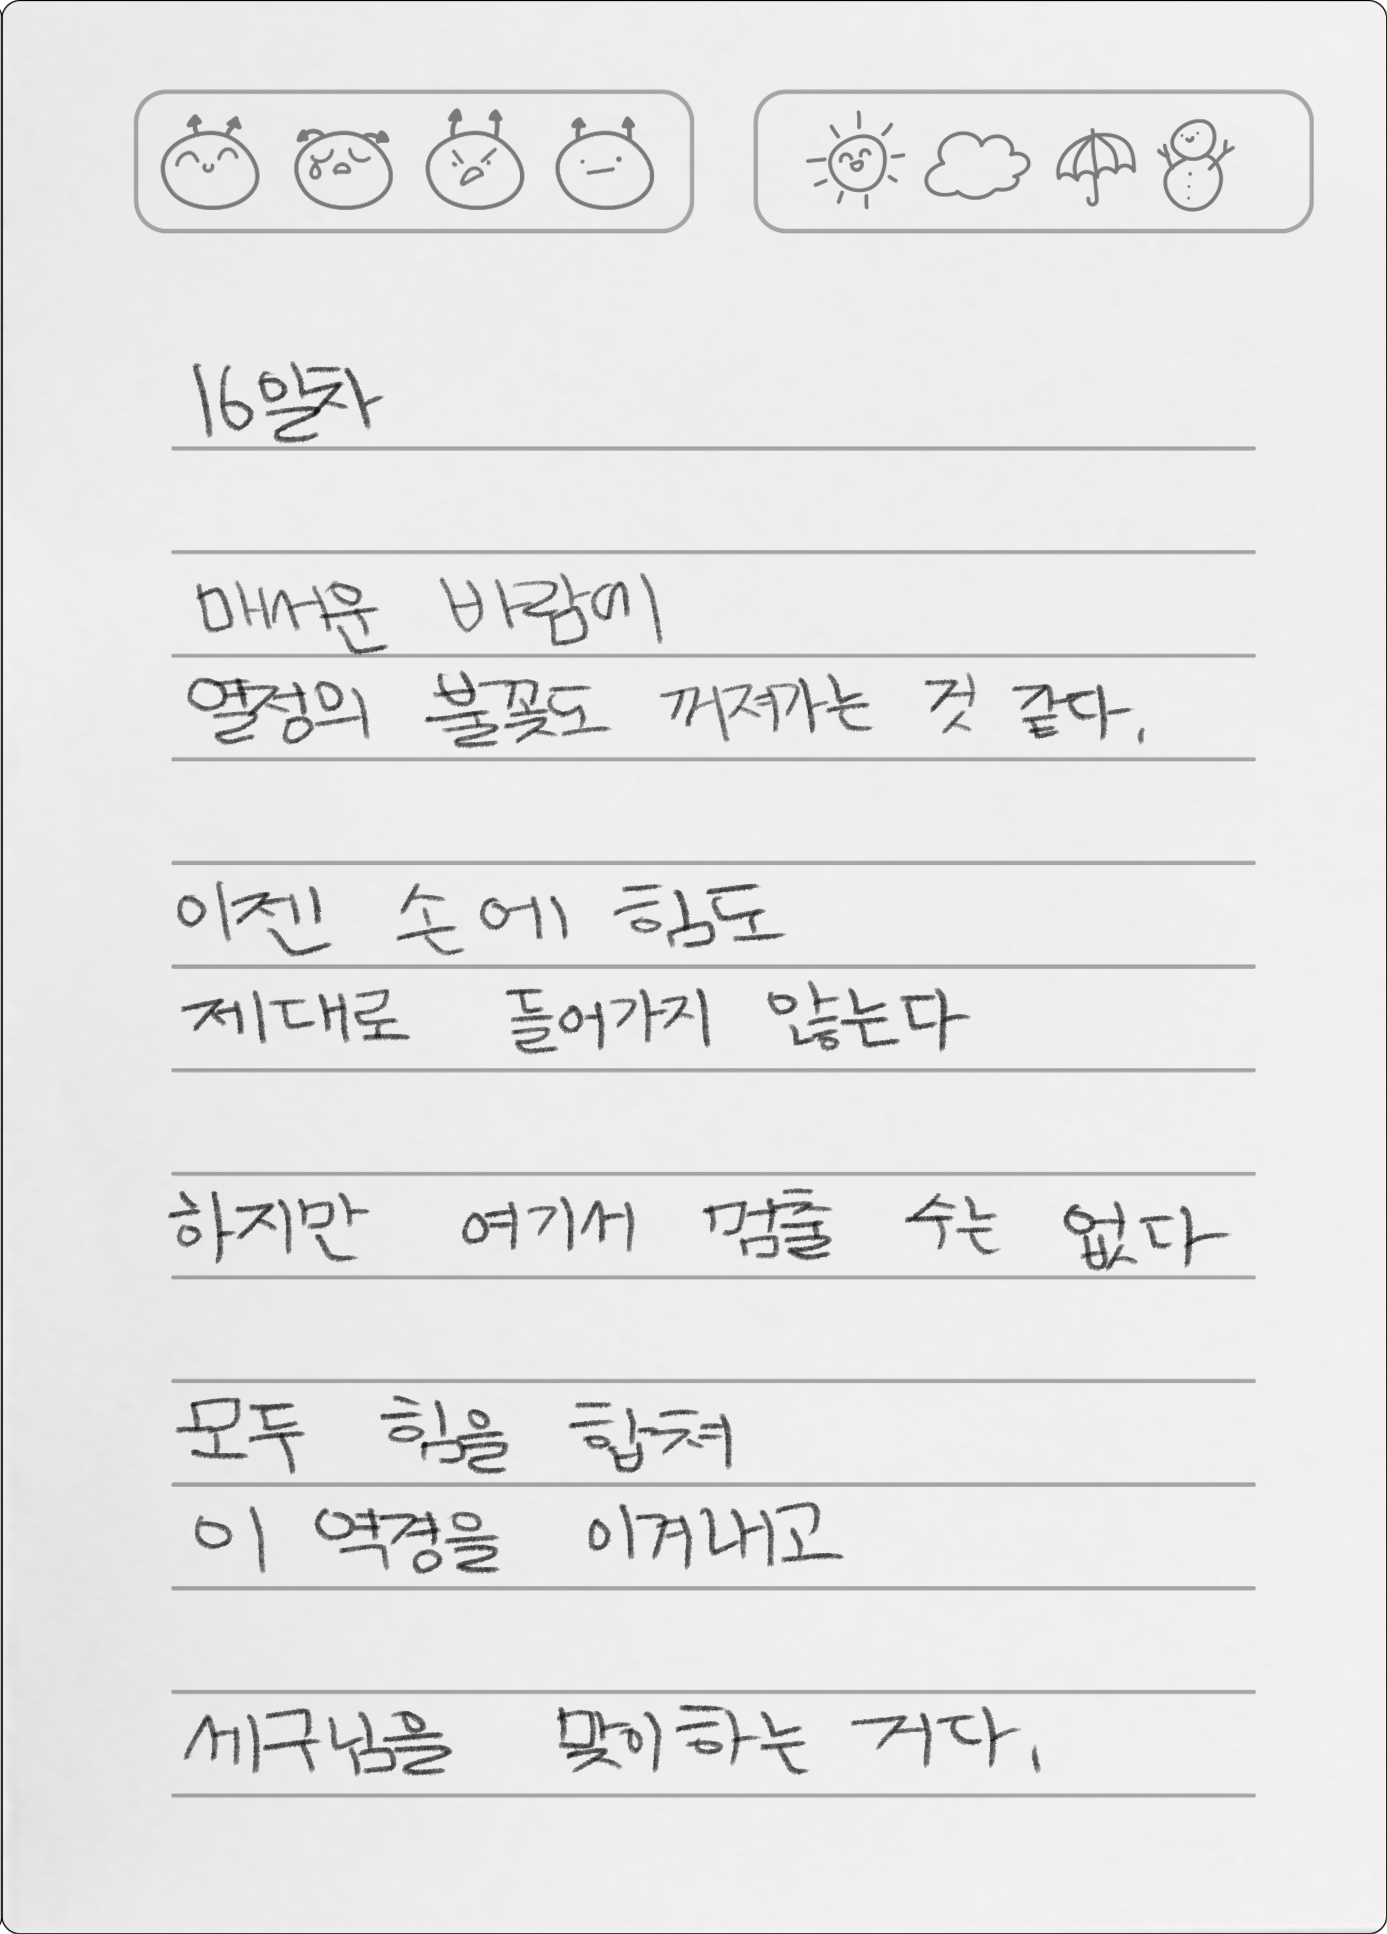 16일차
매서운 바람에
열정의 불꽃도 꺼져가는 것 같다.
이젠 손에 힘도
제대로 들어가지 않는다
하지만 여기서 멈출 수는 없다
모두 힘을 합쳐
이 역경을 이겨내고
세구님을 맞이하는 거다.